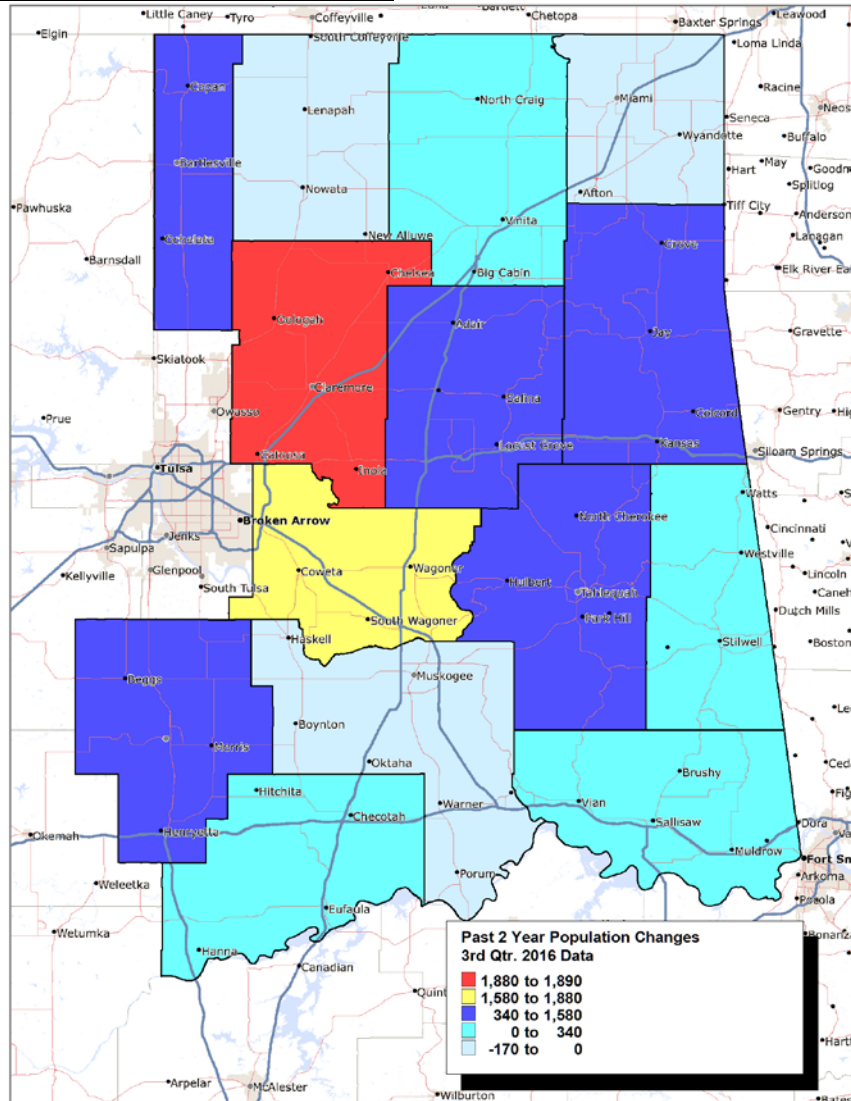 Little Caney
Tyro
Coffeyville
Bartlett
Chetopa
Baxter Springs
Leawood
Elgin
South Coffeyville
Loma Linda
Copan
Lenapah
North Craig
Miami
Racine
Seneca
Wyandotte
Buffalo
Bartlesville
Nowata
Afton
Hart
May
Splitlog
Pawhuska
Tiff City
Vinita
Ochelata
New Alluwe
Grove
Lanagan
Barnsdall
Chelsea
Big Cabin
Oologah
Adair
Jay
Gravette
Skiatook
Claremore
Salina
Prue
Owasso
Colcord
Gentry
Locust Grove
Kansas
Siloam Springs
Catoosa
Inola
Tulsa
Watts
Broken Arrow
North Cherokee
Cincinnati
Jenks
Sapulpa
Westville
Kellyville
Glenpool
Coweta
Wagoner
Lincoln
South Tulsa
Hulbert
Tahlequah
Dutch Mills
South Wagoner
Park Hill
Haskell
Stilwell
Boston
Beggs
Muskogee
Boynton
Morris
Oktaha
Brushy
Hitchita
Checotah
Warner
Vian
Sallisaw
Dora
Okemah
Henryetta
Muldrow
Fort Sm
Weleetka
Porum
Arkoma
Pocola
Eufaula
Wetumka
Hanna
Bonanz
Canadian
Quint
Arpelar
McAlester
Wilburton
Past 2 Year Population Changes
3rd Qtr. 2016 Data
1,880 to 1,890
1,580 to 1,880
340 to 1,580
0 to 340
-170 to 0